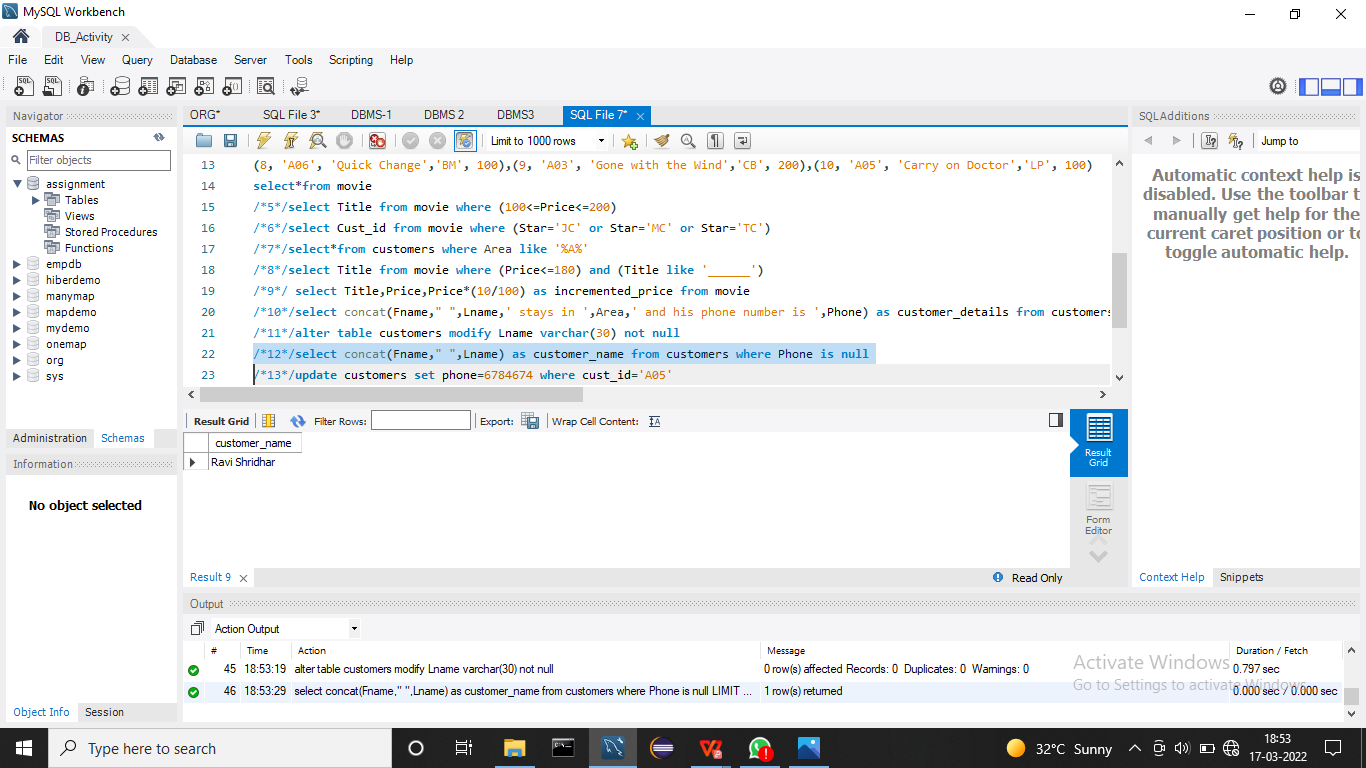 MySQL Workbench
DB_Activity
File Edit View Query Database Server Tools Scripting Help
Navigator
SCHEMAS
Filter objects
assignment
Tables
Views
Stored Procedures
Functions
empdb
hiberdemo
manymap
mapdemo
mydemo
onemap
org
sys
Administration Schemas
Information
No object selected
Object Info Session
ORG* SQL File 3* DBMS-1 DBMS 2 DBMS3 SQL File 7*
Limit to 1000 rows
13 (8, 'A06', 'Quick Change','BM', 100),(9, 'A03', 'Gone with the Wind','CB', 200),(10, 'A05', 'Carry on Doctor','LP', 100)
14 select*from movie
15 /*5*/select Title from movie where (100<=Price<=200)
16 /*6*/select Cust_id from movie where (Star='JC' or Star='MC' or Star='TC')
17 /*7*/select*from customers where Area like '%A%'
18 /*8*/select Title from movie where (Price<=180) and (Title like '______')
19 /*9*/ select Title,Price,Price*(10/100) as incremented_price from movie
20 /*10*/select concat(Fname," ",Lname,' stays in ',Area,' and his phone number is ',Phone) as customer_details from customers
21 /*11*/alter table customers modify Lname varchar(30) not null
22 /*12*/select concat(Fname," ",Lname) as customer_name from customers where Phone is null
23 /*13*/update customers set phone=6784674 where cust_id='A05'
Result Grid Filter Rows: Export: Wrap Cell Content:
customer_name
Ravi Shridhar
Result Grid
Form Editor
Result 9 Read Only
Output
Action Output
# Time Action Message Duration / Fetch
45 18:53:19 alter table customers modify Lname varchar(30) not null 0 row(s) affected Records: 0 Duplicates: 0 Warnings: 0 0.797 sec
46 18:53:29 select concat(Fname," ",Lname) as customer_name from customers where Phone is null LIMIT ... 1 row(s) returned 0.000 sec / 0.000 sec
SQLAdditions
Jump to
Automatic context help is
disabled. Use the toolbar t
manually get help for the
current caret position or to
toggle automatic help.
Context Help Snippets
Activate Windows
Go to Settings to activate Windows.
Type here to search
32°C Sunny
18:53
17-03-2022